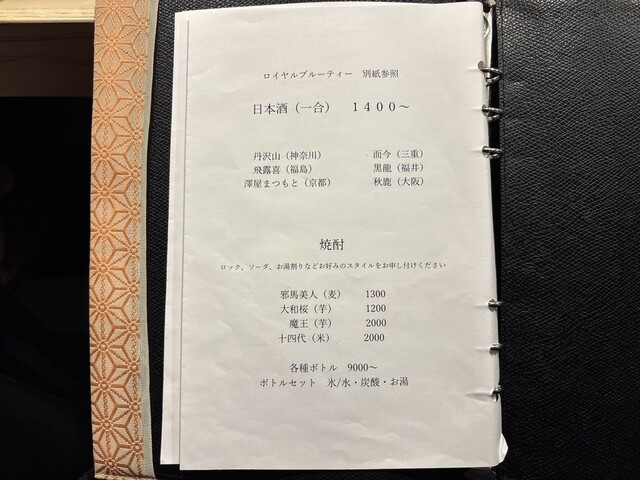 ロイヤルブルーティー　別紙参照
日本酒（一合）　１４００～
丹沢山（神奈川）　而今（三重）
飛露喜（福島）　黒龍（福井）
澤屋まつもと（京都）　秋鹿（大阪）
焼酎
ロック、ソーダ、お湯割りなどお好みのスタイルをお申し付けください
邪馬美人（麦）　1300
大和桜（芋）　1200
魔王（芋）　2000
十四代（米）　2000
各種ボトル　9000～
ボトルセット　氷/水・炭酸・お湯